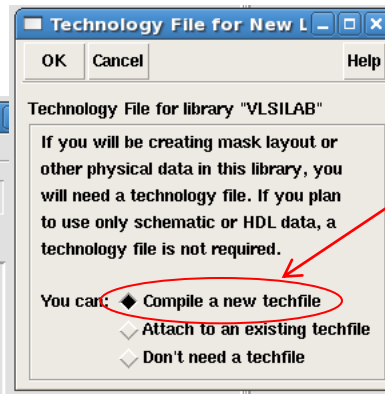 Technology File for New L
OK Cancel Help
Technology File for library "VLSILAB"
If you will be creating mask layout or
other physical data in this library, you
will need a technology file. If you plan
to use only schematic or HDL data, a
technology file is not required.
You can: Compile a new techfile
Attach to an existing techfile
Don't need a techfile